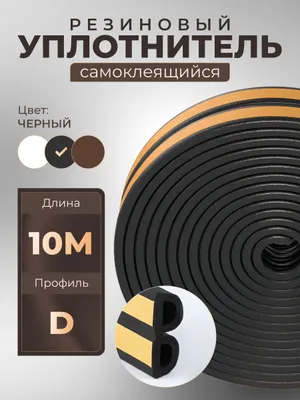 РЕЗИНОВЫЙ
УПЛОТНИТЕЛЬ
самоклеящийся
Цвет:
ЧЕРНЫЙ
Длина
10М
Профиль
D